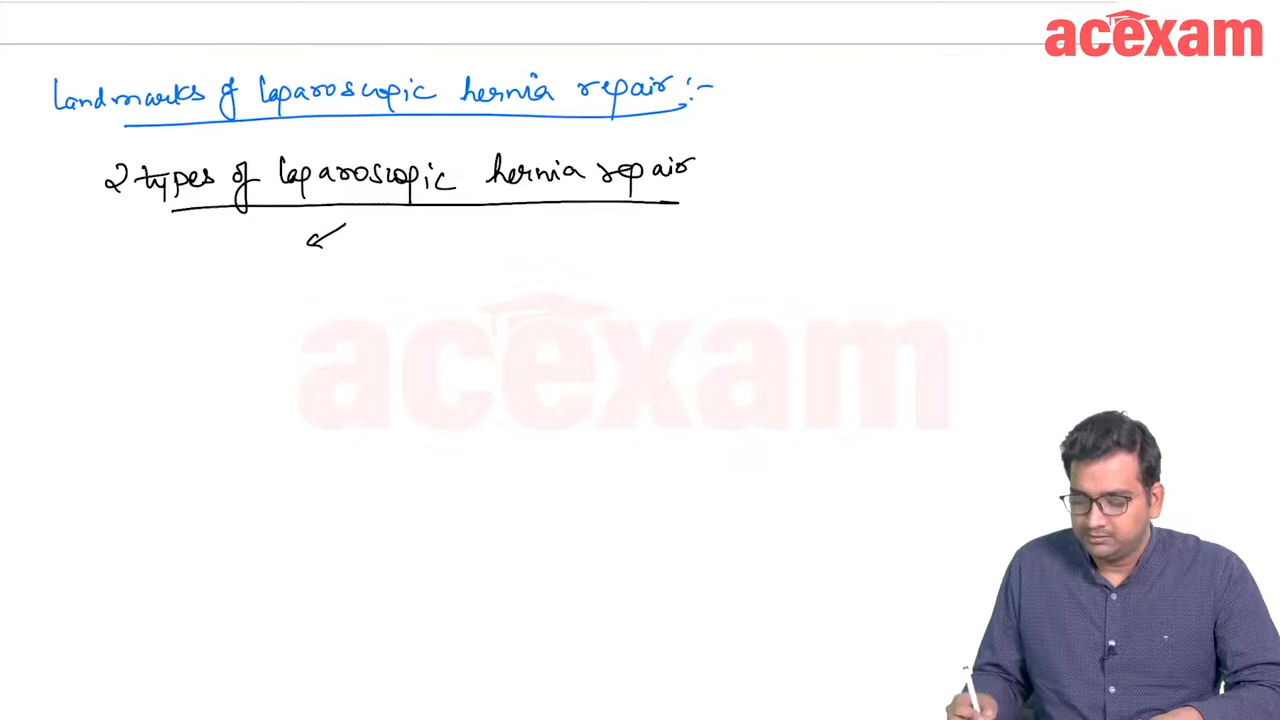 acexam
Landmarks of laparoscopic hernia repair :-
2 types of laparoscopic hernia repair
acexam